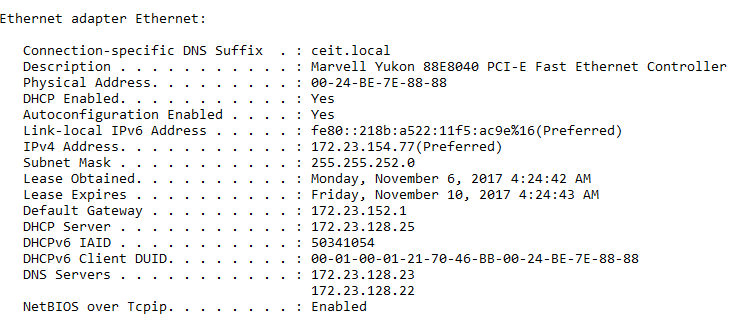 Ethernet adapter Ethernet:
Connection-specific DNS Suffix  . : ceit.local
Description . . . . . . . . . . . : Marvell Yukon 88E8040 PCI-E Fast Ethernet Controller
Physical Address. . . . . . . . . : 00-24-BE-7E-88-88
DHCP Enabled. . . . . . . . . . . : Yes
Autoconfiguration Enabled . . . . : Yes
Link-local IPv6 Address . . . . . : fe80::218b:a522:11f5:ac9e%16(Preferred)
IPv4 Address. . . . . . . . . . . : 172.23.154.77(Preferred)
Subnet Mask . . . . . . . . . . . : 255.255.252.0
Lease Obtained. . . . . . . . . . : Monday, November 6, 2017 4:24:42 AM
Lease Expires . . . . . . . . . . : Friday, November 10, 2017 4:24:43 AM
Default Gateway . . . . . . . . . : 172.23.152.1
DHCP Server . . . . . . . . . . . : 172.23.128.25
DHCPv6 IAID . . . . . . . . . . . : 50341054
DHCPv6 Client DUID. . . . . . . . : 00-01-00-01-21-70-46-BB-00-24-BE-7E-88-88
DNS Servers . . . . . . . . . . . : 172.23.128.23
172.23.128.22
NetBIOS over Tcpip. . . . . . . . : Enabled